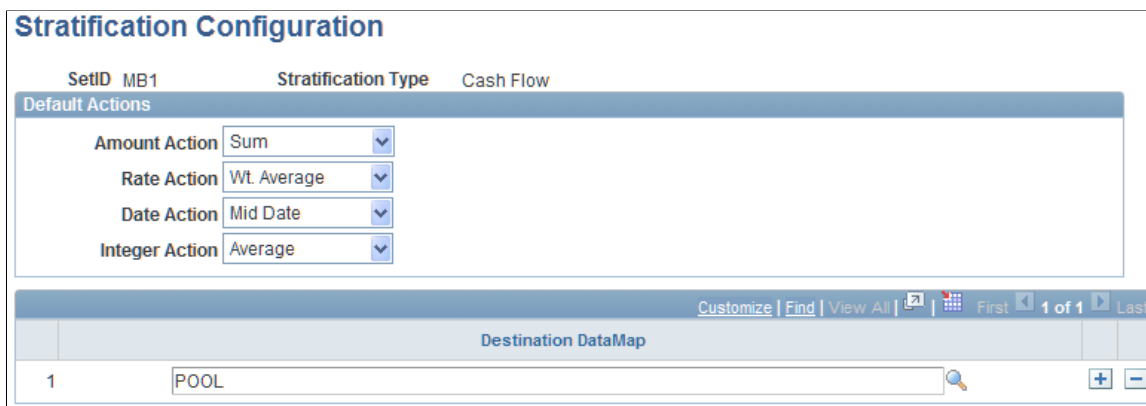 Stratification Configuration
SetID MB1 Stratification Type Cash Flow
Default Actions
Amount Action Sum
Rate Action Wt. Average
Date Action Mid Date
Integer Action Average
Customize | Find | View All | | First 1 of 1 Last
Destination DataMap
1 POOL